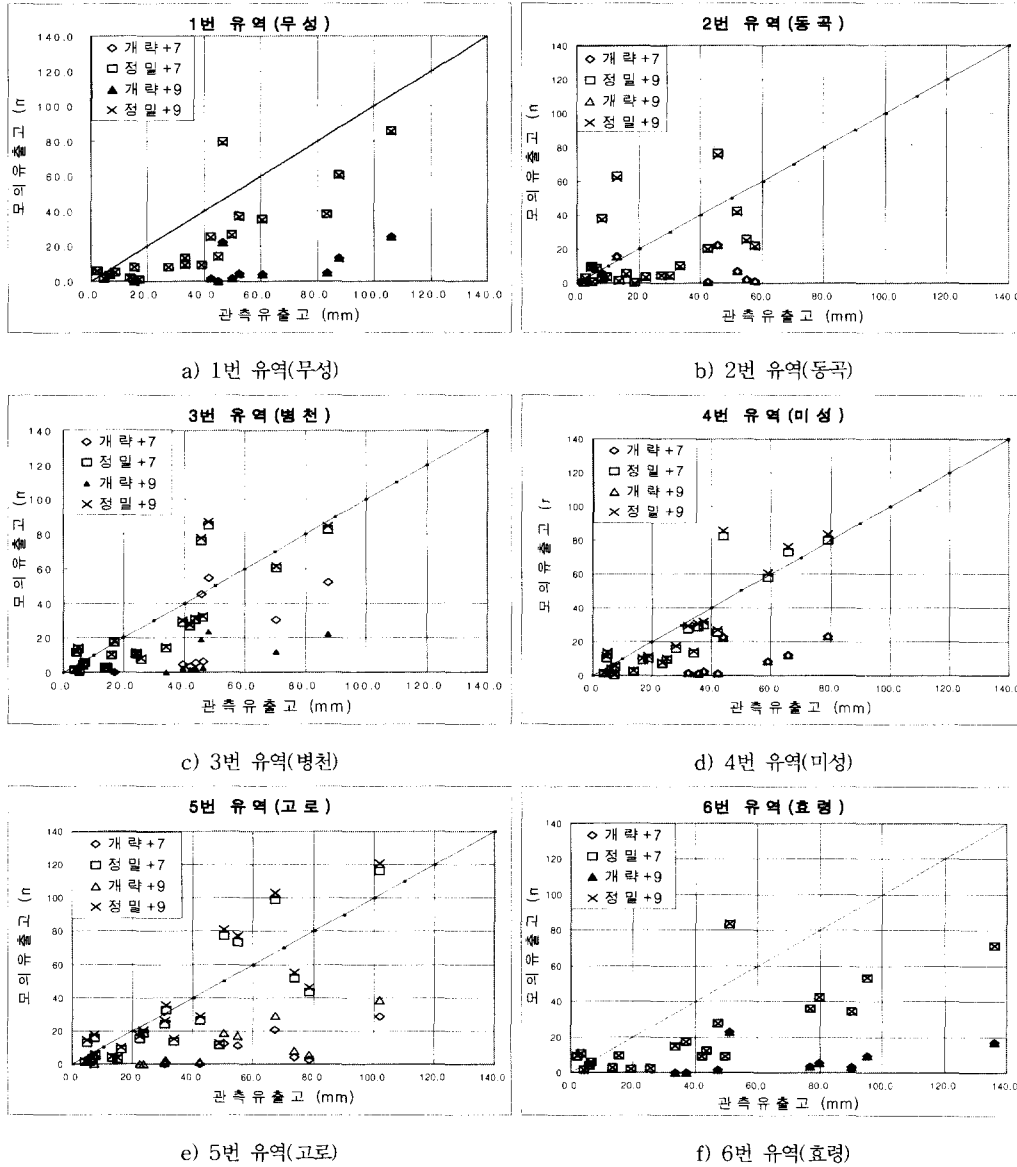 1번 유역(무성)
140.0
120.0
100.0
80.0
60.0
40.0
20.0
0.0
개략+7
정밀+7
개략+9
정밀+9
모의유출고 (n
0.0 20.0 40.0 60.0 80.0 100.0 120.0 140.0
관측유출고 (mm)
a) 1번 유역(무성)
2번 유역(동곡)
140
120
100
80
60
40
20
0
개략+7
정밀+7
개략+9
정밀+9
모의유출고 (n
0.0 20.0 40.0 60.0 80.0 100.0 120.0 140.0
관측유출고 (mm)
b) 2번 유역(동곡)
3번 유역(병천)
140
120
100
80
60
40
20
0
개략+7
정밀+7
개략+9
정밀+9
모의유출고 (n
0.0 20.0 40.0 60.0 80.0 100.0 120.0 140.0
관측유출고 (mm)
c) 3번 유역(병천)
4번 유역(미성)
140
120
100
80
60
40
20
0
개략+7
정밀+7
개략+9
정밀+9
모의유출고 (r
0.0 20.0 40.0 60.0 80.0 100.0 120.0 140.0
관측유출고 (mm)
d) 4번 유역(미성)
5번 유역(고로)
140
120
100
80
60
40
20
0
개략+7
정밀+7
개략+9
정밀+9
모의유출고 (n
0.0 20.0 40.0 60.0 80.0 100.0 120.0 140.0
관측유출고 (mm)
e) 5번 유역(고로)
6번 유역(효령)
140
120
100
80
60
40
20
0
개략+7
정밀+7
개략+9
정밀+9
모의유출고 (n
0.0 20.0 40.0 60.0 80.0 100.0 120.0 140.0
관측유출고 (mm)
f) 6번 유역(효령)